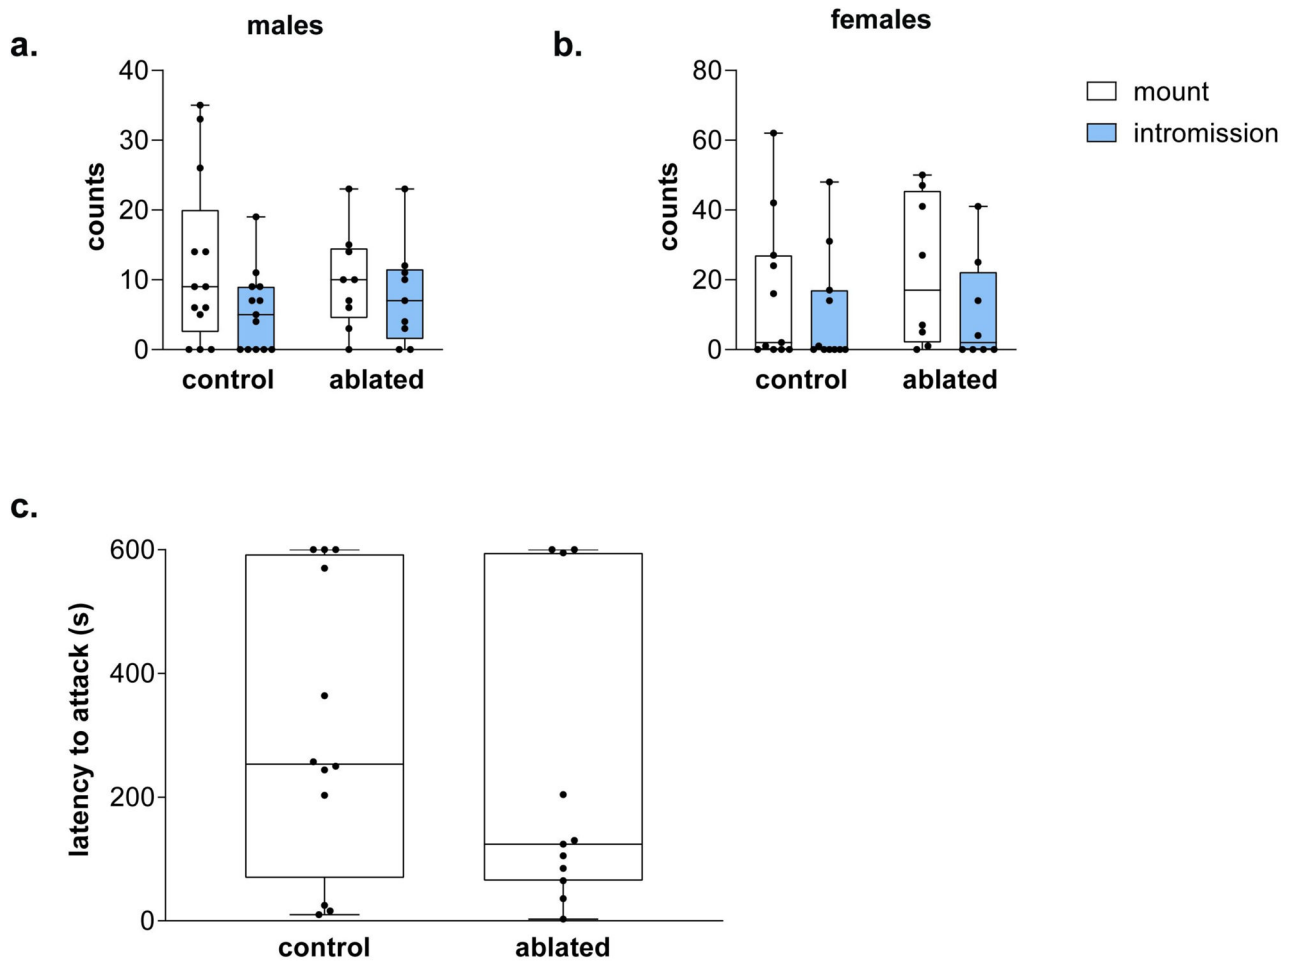 a.
males
40
30
20
10
0
counts
control
ablated
b.
females
80
60
40
20
0
counts
control
ablated
mount
intromission
c.
600
400
200
0
latency to attack (s)
control
ablated